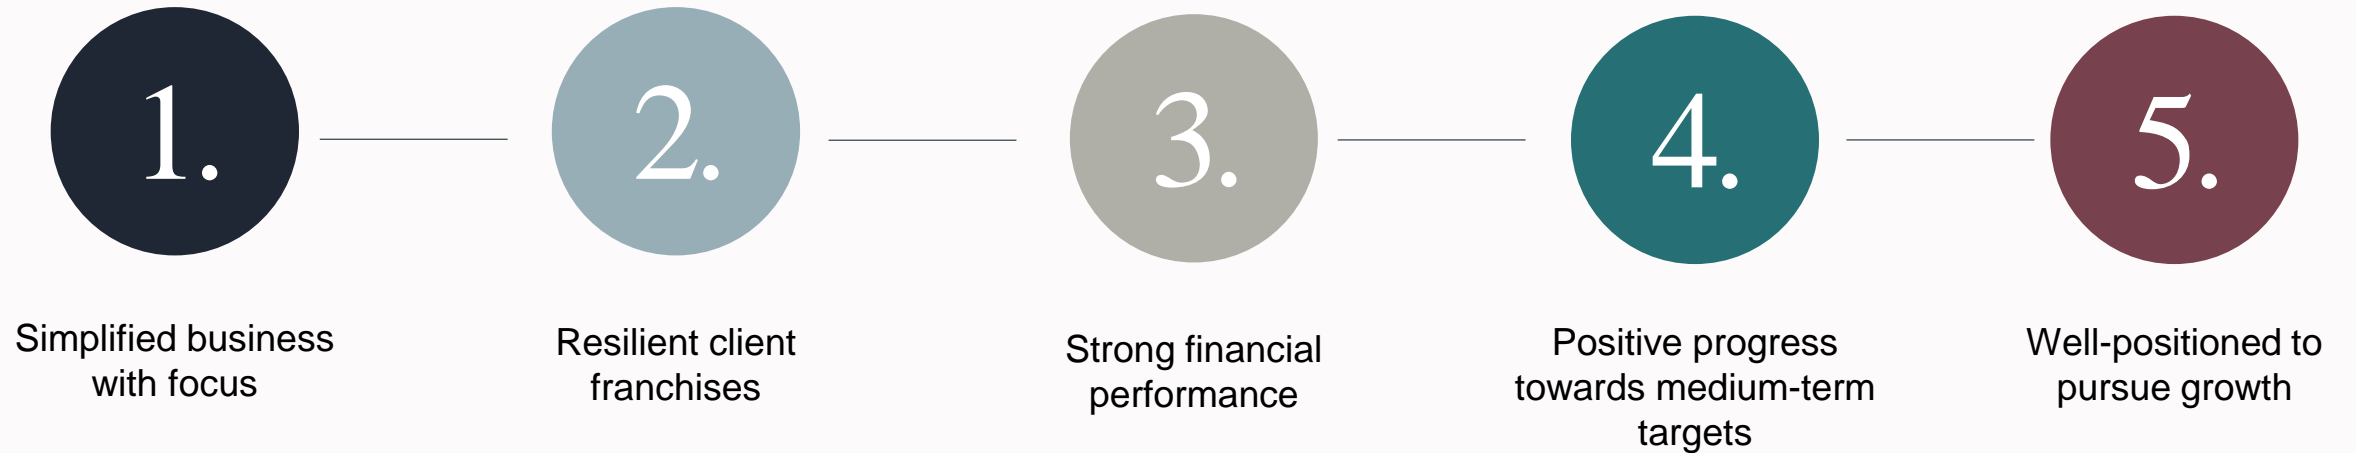 1.
Simplified business
with focus
2.
Resilient client
franchises
3.
Strong financial
performance
4.
Positive progress
towards medium-term
targets
5.
Well-positioned to
pursue growth